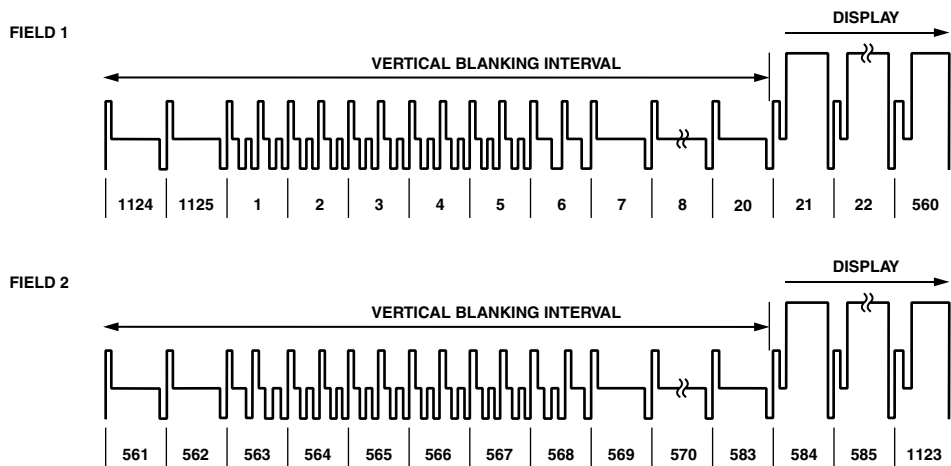 DISPLAY
FIELD 1
VERTICAL BLANKING INTERVAL
1124 1125 1 2 3 4 5 6 7 8 20 21 22 560
DISPLAY
FIELD 2
VERTICAL BLANKING INTERVAL
561 562 563 564 565 566 567 568 569 570 583 584 585 1123